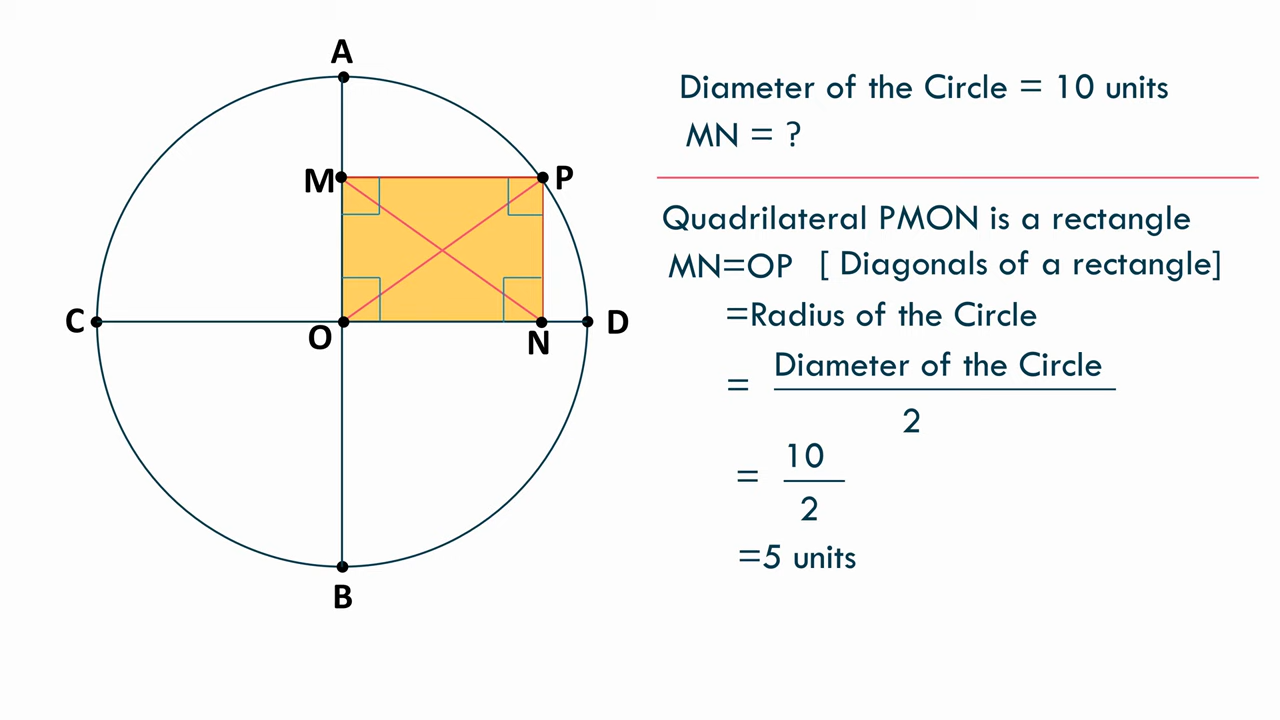 A
M
P
C
O
N
D
B
Diameter of the Circle = 10 units
MN = ?
Quadrilateral PMON is a rectangle
MN=OP [ Diagonals of a rectangle]
=Radius of the Circle
= Diameter of the Circle
2
= 10
2
=5 units